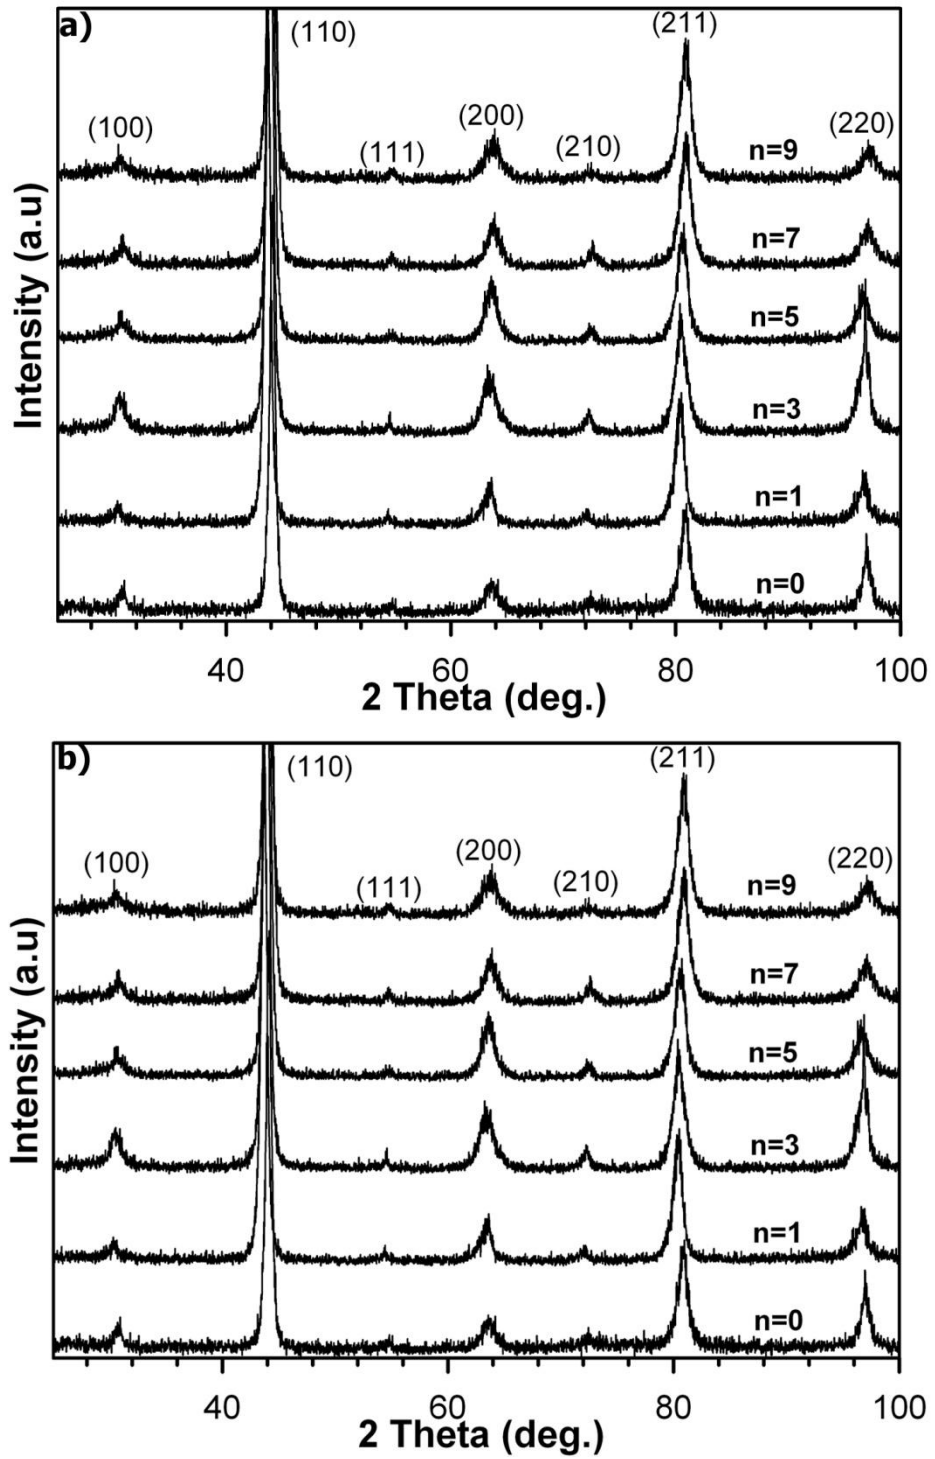 a)
(110)
(211)
(100)
(111)
(200)
(210)
(220)
n=9
n=7
n=5
n=3
n=1
n=0
Intensity (a.u)
40
60
80
100
2 Theta (deg.)
b)
(110)
(211)
(100)
(111)
(200)
(210)
(220)
n=9
n=7
n=5
n=3
n=1
n=0
Intensity (a.u)
40
60
80
100
2 Theta (deg.)